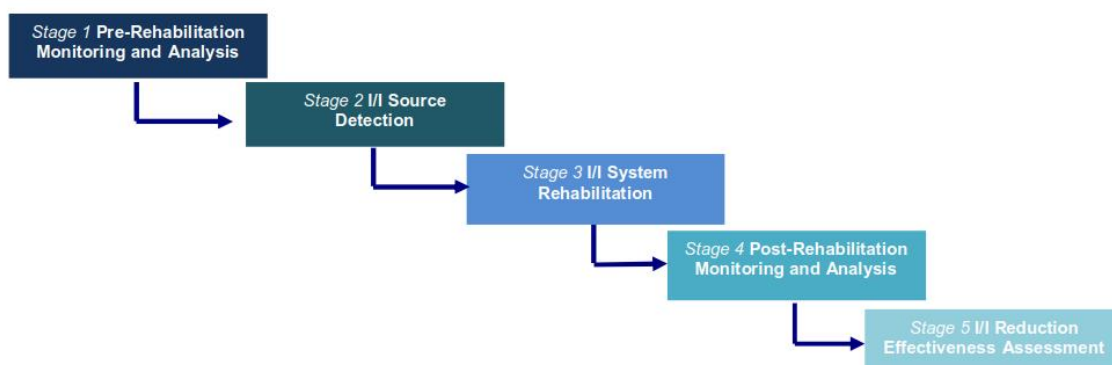 Stage 1 Pre-Rehabilitation
Monitoring and Analysis
Stage 2 I/I Source
Detection
Stage 3 I/I System
Rehabilitation
Stage 4 Post-Rehabilitation
Monitoring and Analysis
Stage 5 I/I Reduction
Effectiveness Assessment